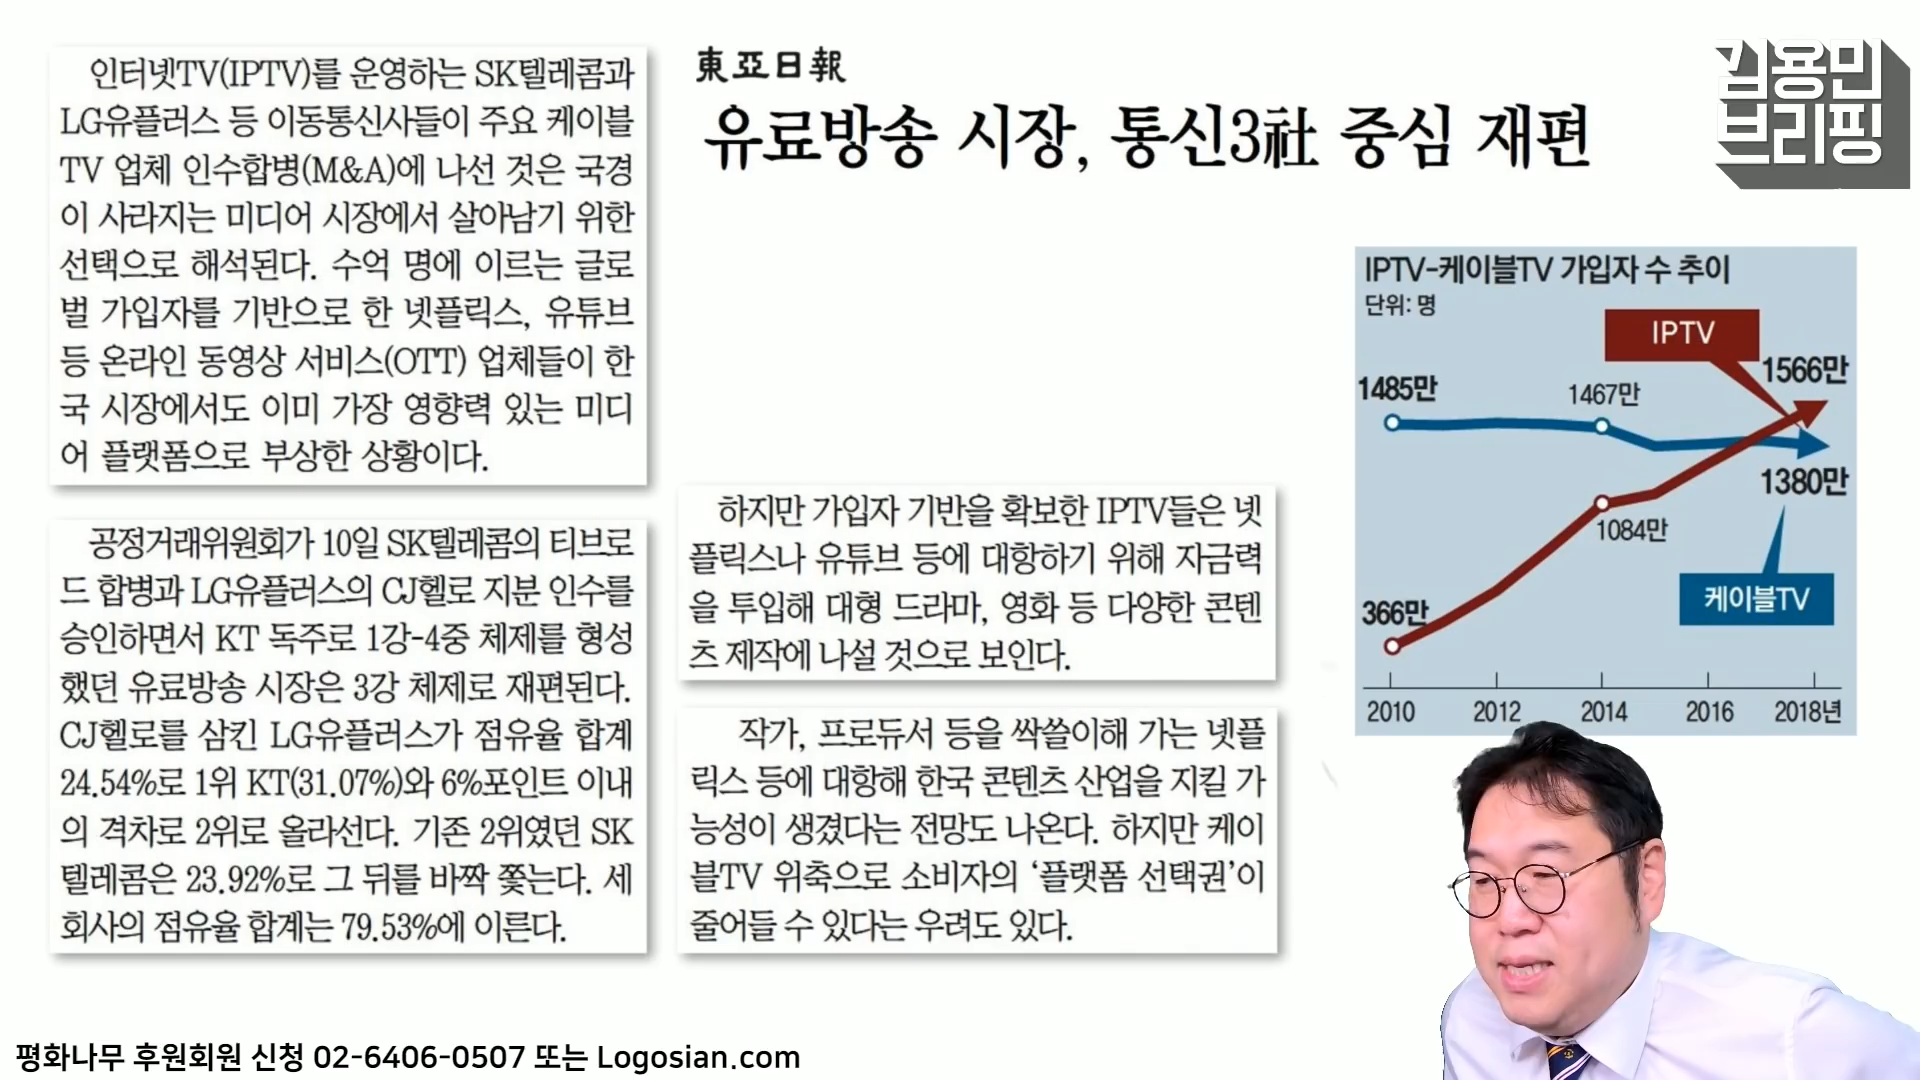 인터넷TV(IPTV)를 운영하는 SK텔레콤과
LG유플러스 등 이동통신사들이 주요 케이블
TV 업체 인수합병(M&A)에 나선 것은 국경
이 사라지는 미디어 시장에서 살아남기 위한
선택으로 해석된다. 수억 명에 이르는 글로
벌 가입자를 기반으로 한 넷플릭스, 유튜브
등 온라인 동영상 서비스(OTT) 업체들이 한
국 시장에서도 이미 가장 영향력 있는 미디
어 플랫폼으로 부상한 상황이다.
공정거래위원회가 10일 SK텔레콤의 티브로
드 합병과 LG유플러스의 CJ헬로 지분 인수를
승인하면서 KT 독주로 1강-4중 체제를 형성
했던 유료방송 시장은 3강 체제로 재편된다.
CJ헬로를 삼킨 LG유플러스가 점유율 합계
24.54%로 1위 KT(31.07%)와 6%포인트 이내
의 격차로 2위로 올라선다. 기존 2위였던 SK
텔레콤은 23.92%로 그 뒤를 바짝 쫓는다. 세
회사의 점유율 합계는 79.53%에 이른다.
東亞日報
유료방송 시장, 통신3社 중심 재편
하지만 가입자 기반을 확보한 IPTV들은 넷
플릭스나 유튜브 등에 대항하기 위해 자금력
을 투입해 대형 드라마, 영화 등 다양한 콘텐
츠 제작에 나설 것으로 보인다.
작가, 프로듀서 등을 싹쓸이해 가는 넷플
릭스 등에 대항해 한국 콘텐츠 산업을 지킬 가
능성이 생겼다는 전망도 나온다. 하지만 케이
블TV 위축으로 소비자의 ‘플랫폼 선택권’이
줄어들 수 있다는 우려도 있다.
김용민
브리핑
IPTV-케이블TV 가입자 수 추이
단위: 명
IPTV
1566만
1485만
1467만
1380만
1084만
케이블TV
366만
2010 2012 2014 2016 2018년
평화나무 후원회원 신청 02-6406-0507 또는 Logosian.com